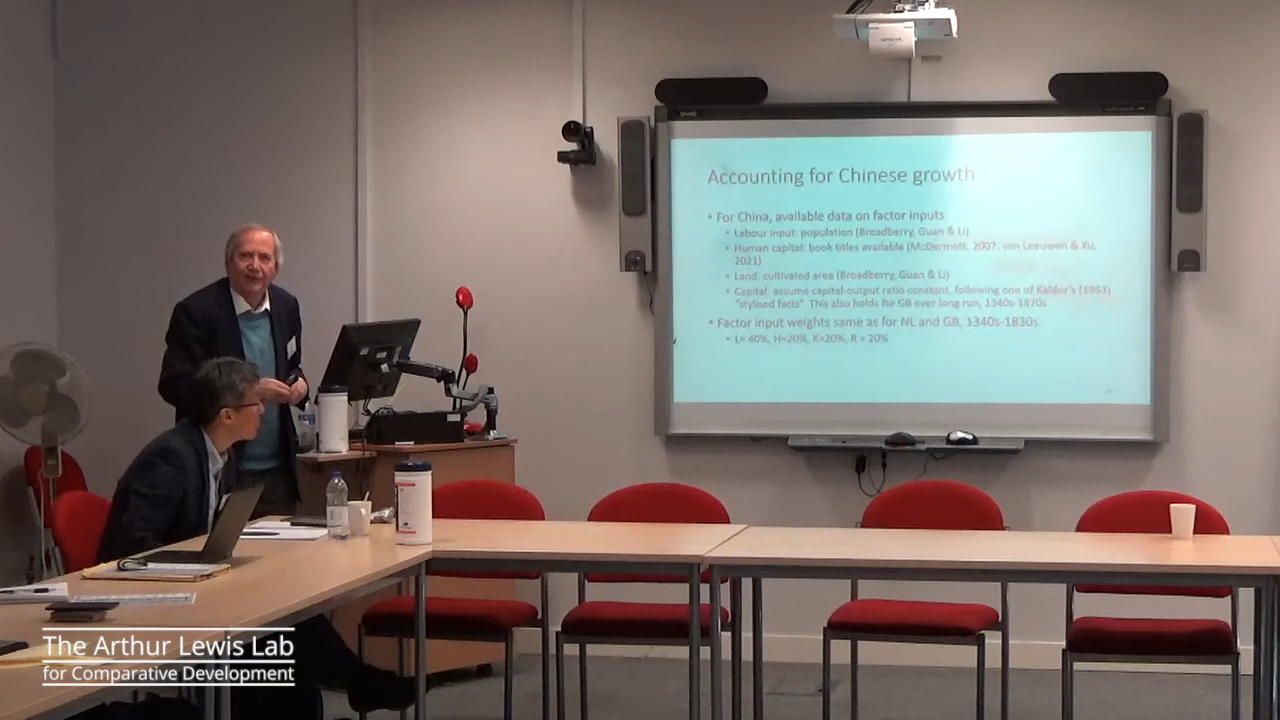 Accounting for Chinese growth
• For China, available data on factor inputs
• Labour input: population (Broadberry, Guan & Li)
• Human capital: book titles available (McDermott, 2007, van Leeuwen & Xu,
2021)
• Land: cultivated area (Broadberry, Guan & Li)
• Capital: assume capital-output ratio constant, following one of Kaldor's (1963)
"stylised facts". This also holds for GB over long run, 1340s-1870s
• Factor input weights same as for NL and GB, 1340s-1830s
• L= 40%, H=20%, K=20%, R = 20%
The Arthur Lewis Lab
for Comparative Development